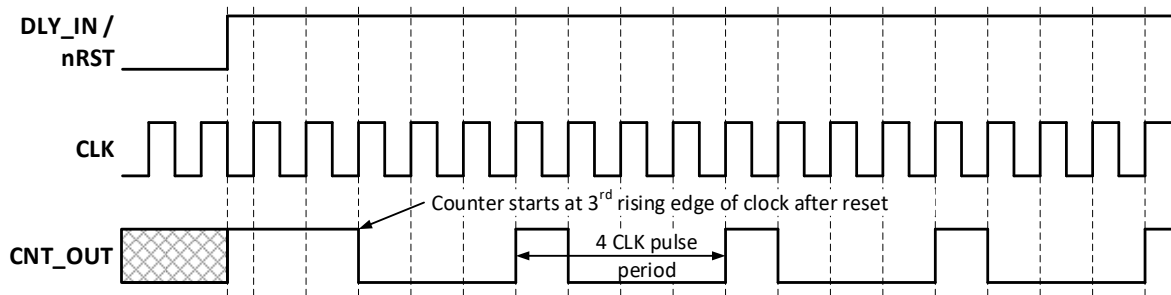 DLY_IN /
nRST
CLK
Counter starts at 3rd rising edge of clock after reset
CNT_OUT
4 CLK pulse
period